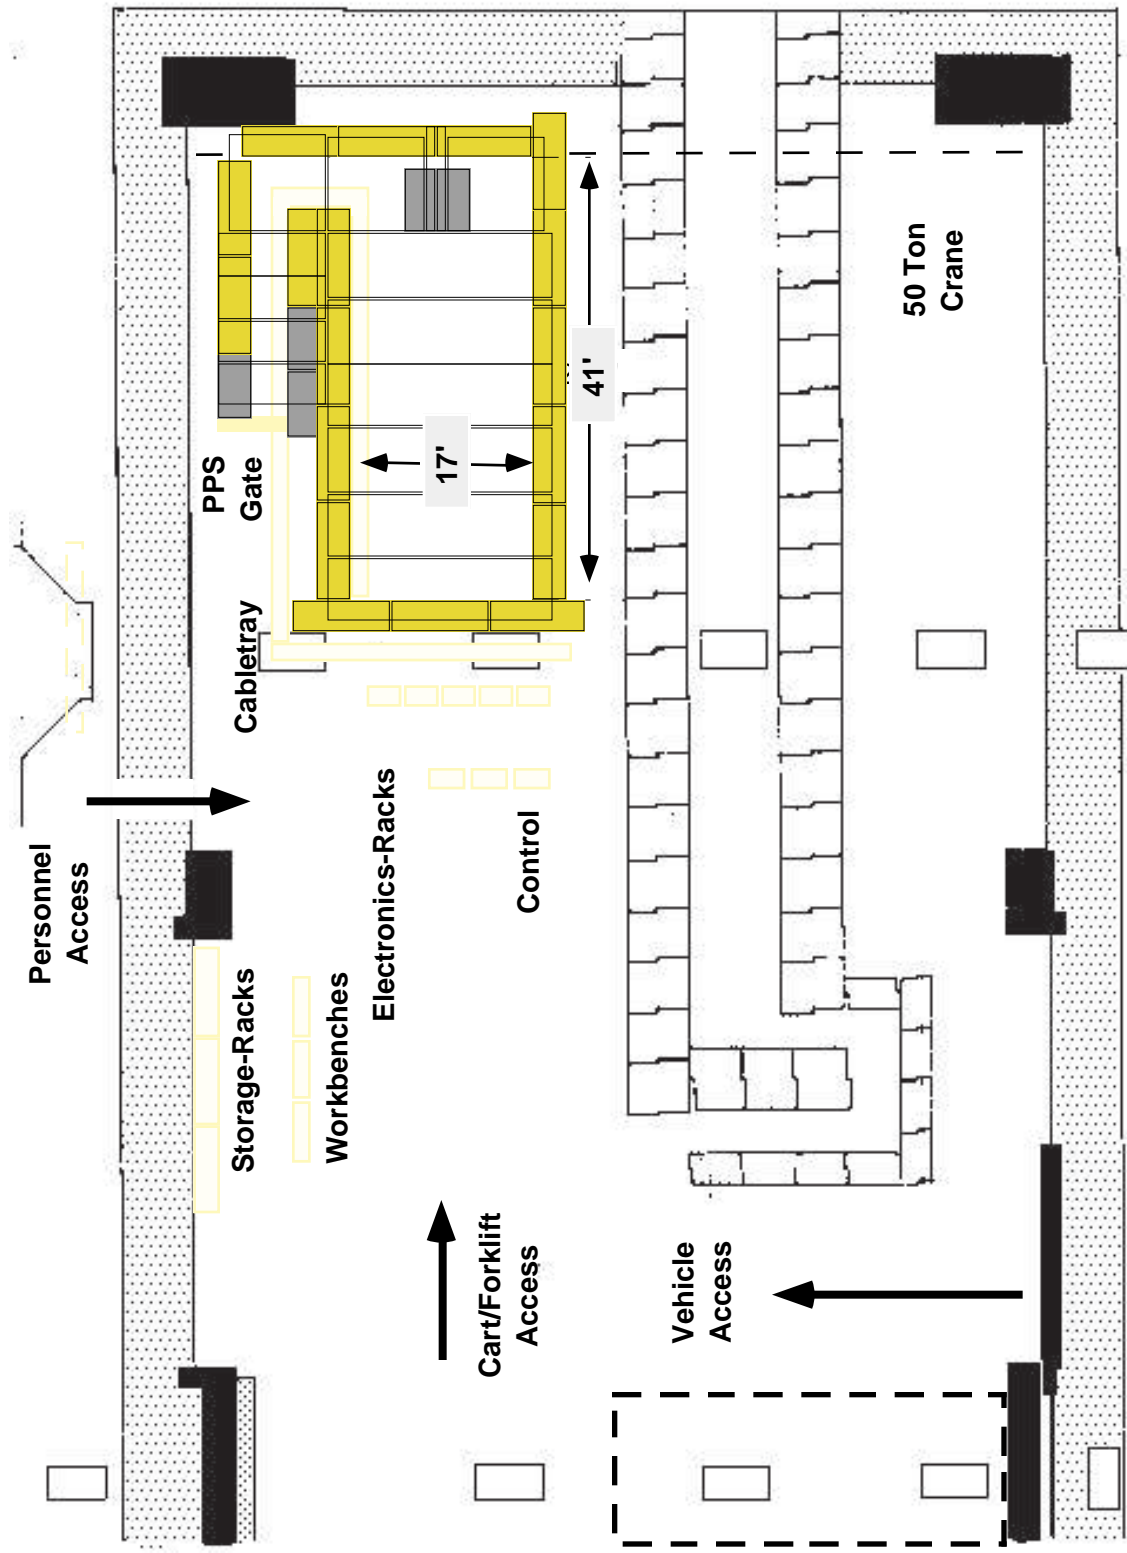 50 Ton
Crane
41'
17'
PPS
Gate
Cabletray
Personnel
Access
Electronics-Racks
Control
Storage-Racks
Workbenches
Cart/Forklift
Access
Vehicle
Access